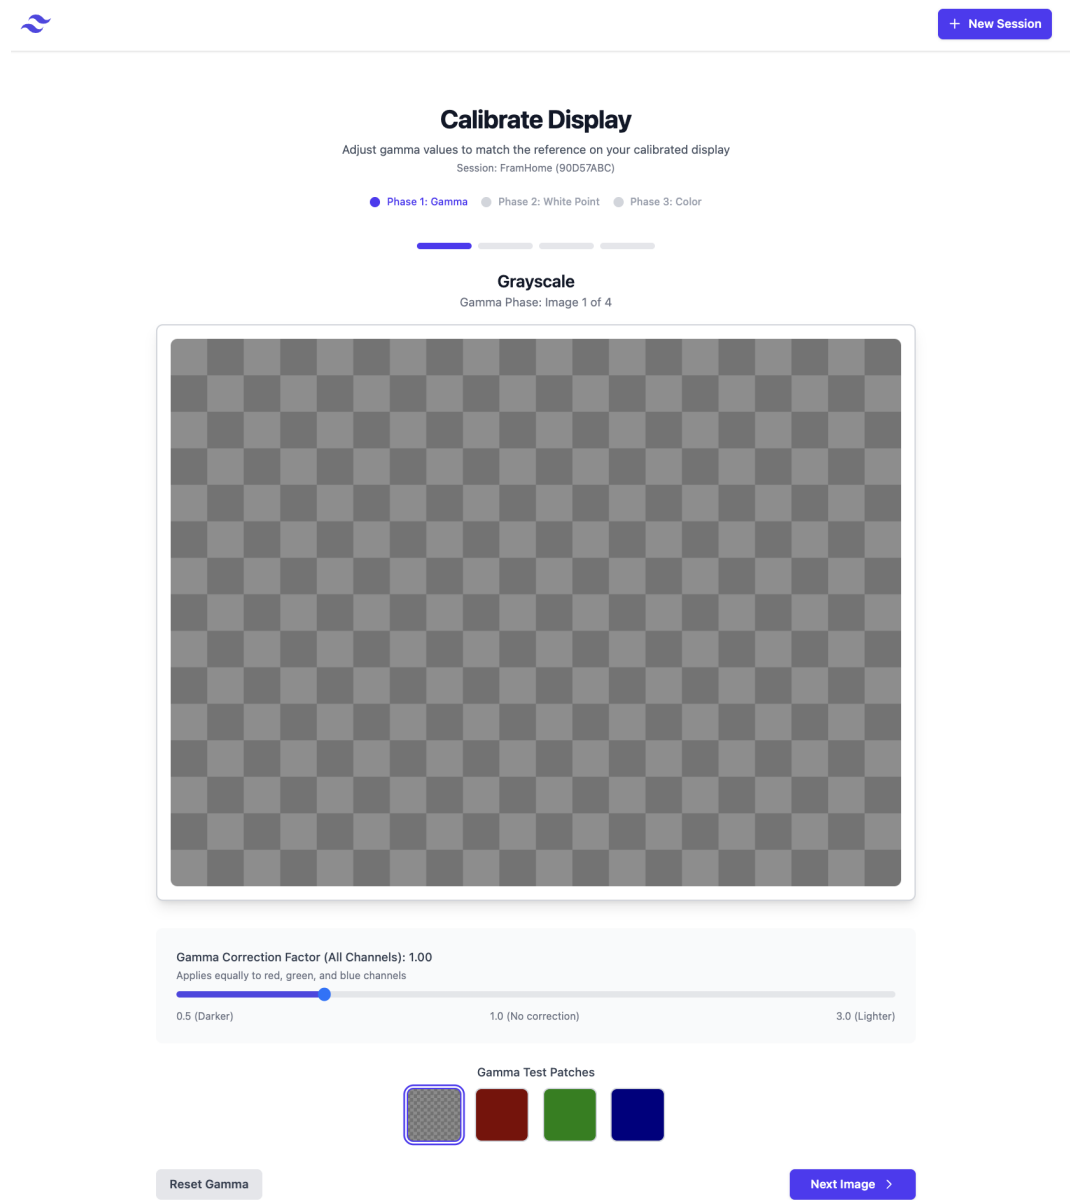 New Session
Calibrate Display
Adjust gamma values to match the reference on your calibrated display
Session: FramHome (90D57ABC)
Phase 1: Gamma Phase 2: White Point Phase 3: Color
Grayscale
Gamma Phase: Image 1 of 4
Gamma Correction Factor (All Channels): 1.00
Applies equally to red, green, and blue channels
0.5 (Darker) 1.0 (No correction) 3.0 (Lighter)
Gamma Test Patches
Reset Gamma Next Image